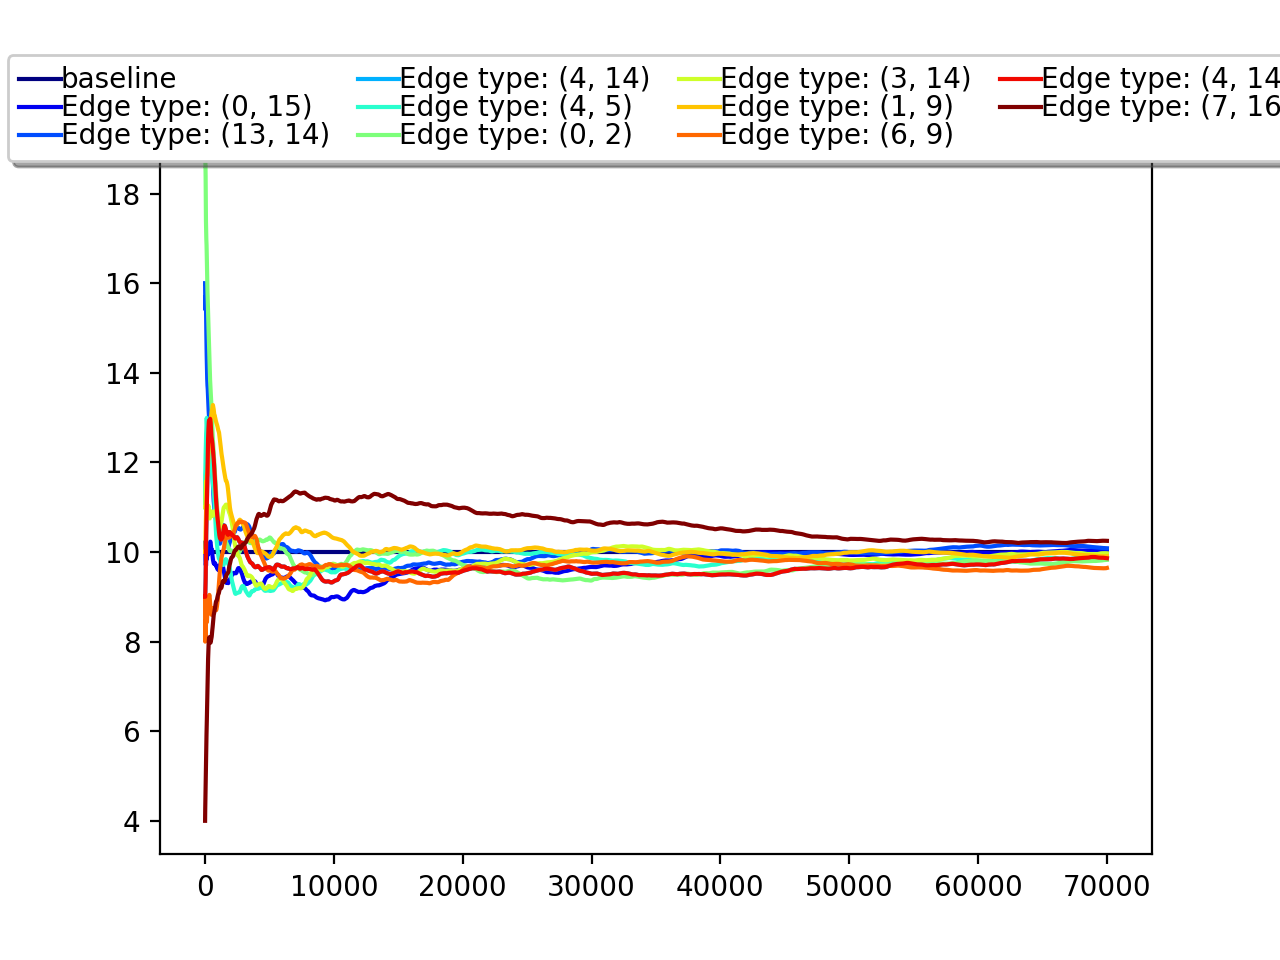 baseline
Edge type: (0, 15)
Edge type: (13, 14)
Edge type: (4, 14)
Edge type: (4, 5)
Edge type: (0, 2)
Edge type: (3, 14)
Edge type: (1, 9)
Edge type: (6, 9)
Edge type: (4, 14
Edge type: (7, 16
18
16
14
12
10
8
6
4
0 10000 20000 30000 40000 50000 60000 70000